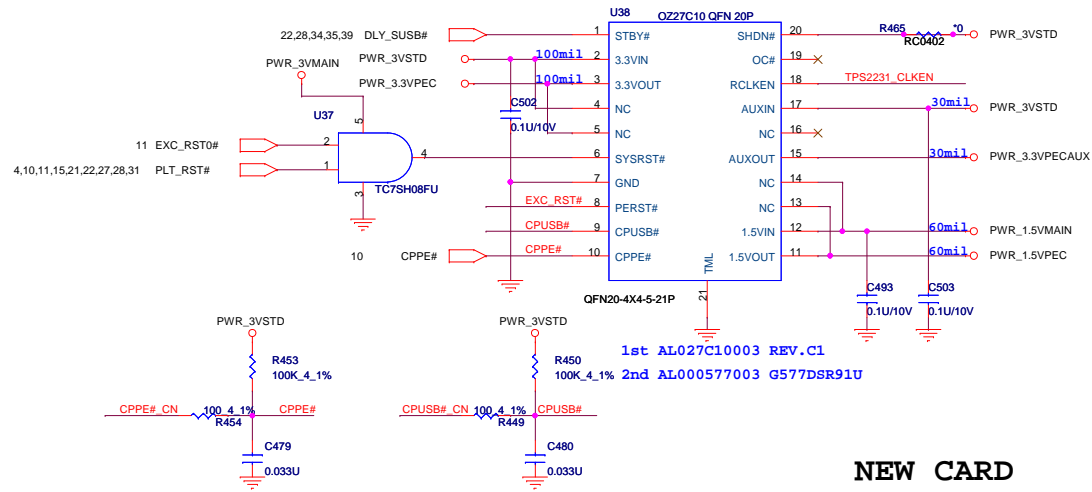 U38
OZ27C10 QFN 20P
22,28,34,35,39 DLY_SUSB#
1 STBY# SHDN# 20
R465 *0
RC0402
PWR_3VSTD
PWR_3VSTD 100mil 2 3.3VIN OC# 19
PWR_3VMAIN
PWR_3.3VPEC 100mil 3 3.3VOUT RCLKEN 18 TPS2231_CLKEN
C502
0.1U/10V
4 NC AUXIN 17 30mil PWR_3VSTD
U37
5
5 NC NC 16
11 EXC_RST0# 2
4
6 SYSRST# AUXOUT 15 30mil PWR_3.3VPECAUX
4,10,11,15,21,22,27,28,31 PLT_RST# 1
TC7SH08FU
3
7 GND NC 14
EXC_RST# 8 PERST# NC 13
CPUSB# 9 CPUSB# 1.5VIN 12 60mil PWR_1.5VMAIN
10 CPPE# CPPE# 10 CPPE# 1.5VOUT 11 60mil PWR_1.5VPEC
TML
21
QFN20-4X4-5-21P
C493
0.1U/10V
C503
0.1U/10V
1st AL027C10003 REV.C1
2nd AL000577003 G577DSR91U
PWR_3VSTD
R453
100K_4_1%
CPPE#_CN 100_4_1% CPPE#
R454
C479
0.033U
PWR_3VSTD
R450
100K_4_1%
CPUSB#_CN 100_4_1% CPUSB#
R449
C480
0.033U
NEW CARD